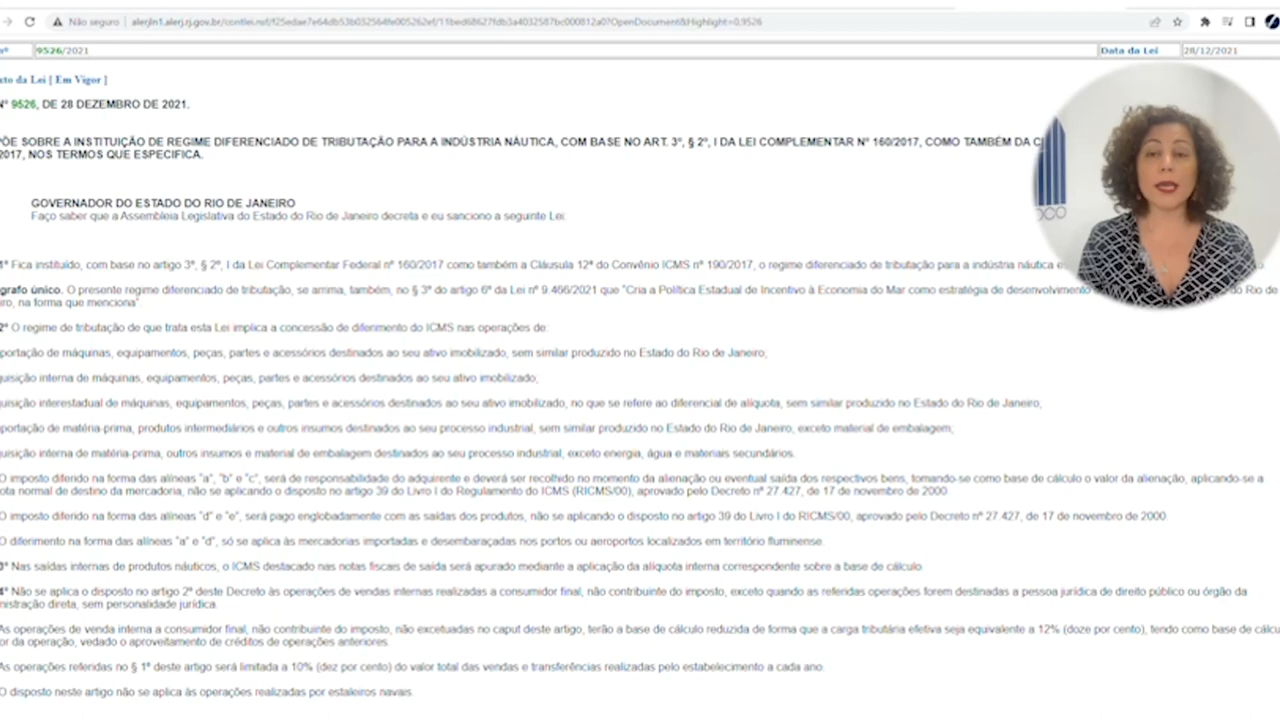 Não seguro | alerjln1.alerj.rj.gov.br/contlei.nsf/f25edae7e64db53b032564fe005262ef/11bed68627fdb3a4032587bc000812a0?OpenDocument&Highlight=0,9526
nº 9526/2021 Data da Lei 28/12/2021
xto da Lei [ Em Vigor ]
Nº 9526, DE 28 DEZEMBRO DE 2021.
PÕE SOBRE A INSTITUIÇÃO DE REGIME DIFERENCIADO DE TRIBUTAÇÃO PARA A INDÚSTRIA NÁUTICA, COM BASE NO ART. 3º, § 2º, I DA LEI COMPLEMENTAR Nº 160/2017, COMO TAMBÉM DA C
2017, NOS TERMOS QUE ESPECIFICA.
GOVERNADOR DO ESTADO DO RIO DE JANEIRO
Faço saber que a Assembleia Legislativa do Estado do Rio de Janeiro decreta e eu sanciono a seguinte Lei:
1º Fica instituído, com base no artigo 3º, § 2º, I da Lei Complementar Federal nº 160/2017 como também a Cláusula 12ª do Convênio ICMS nº 190/2017, o regime diferenciado de tributação para a indústria náutica e
grafo único. O presente regime diferenciado de tributação, se arrima, também, no § 3º do artigo 6º da Lei nº 9.466/2021 que "Cria a Política Estadual de Incentivo à Economia do Mar como estratégia de desenvolvimento do Rio de
iro, na forma que menciona".
2º O regime de tributação de que trata esta Lei implica a concessão de diferimento do ICMS nas operações de:
portação de máquinas, equipamentos, peças, partes e acessórios destinados ao seu ativo imobilizado, sem similar produzido no Estado do Rio de Janeiro;
uisição interna de máquinas, equipamentos, peças, partes e acessórios destinados ao seu ativo imobilizado;
uisição interestadual de máquinas, equipamentos, peças, partes e acessórios destinados ao seu ativo imobilizado, no que se refere ao diferencial de alíquota, sem similar produzido no Estado do Rio de Janeiro;
portação de matéria-prima, produtos intermediários e outros insumos destinados ao seu processo industrial, sem similar produzido no Estado do Rio de Janeiro, exceto material de embalagem;
uisição interna de matéria-prima, outros insumos e material de embalagem destinados ao seu processo industrial, exceto energia, água e materiais secundários.
O imposto diferido na forma das alíneas "a", "b" e "c", será de responsabilidade do adquirente e deverá ser recolhido no momento da alienação ou eventual saída dos respectivos bens, tomando-se como base de cálculo o valor da alienação, aplicando-se a
ota normal de destino da mercadoria, não se aplicando o disposto no artigo 39 do Livro I do Regulamento do ICMS (RICMS/00), aprovado pelo Decreto nº 27.427, de 17 de novembro de 2000.
O imposto diferido na forma das alíneas "d" e "e", será pago englobadamente com as saídas dos produtos, não se aplicando o disposto no artigo 39 do Livro I do RICMS/00, aprovado pelo Decreto nº 27.427, de 17 de novembro de 2000.
O diferimento na forma das alíneas "a" e "d", só se aplica às mercadorias importadas e desembaraçadas nos portos ou aeroportos localizados em território fluminense.
3º Nas saídas internas de produtos náuticos, o ICMS destacado nas notas fiscais de saída será apurado mediante a aplicação da alíquota interna correspondente sobre a base de cálculo.
4º Não se aplica o disposto no artigo 2º deste Decreto às operações de vendas internas realizadas a consumidor final, não contribuinte do imposto, exceto quando as referidas operações forem destinadas a pessoa jurídica de direito público ou órgão da
nistração direta, sem personalidade jurídica.
As operações de venda interna a consumidor final, não contribuinte do imposto, não excetuadas no caput deste artigo, terão a base de cálculo reduzida de forma que a carga tributária efetiva seja equivalente a 12% (doze por cento), tendo como base de cálcu
or da operação, vedado o aproveitamento de créditos de operações anteriores.
As operações referidas no § 1º deste artigo será limitada a 10% (dez por cento) do valor total das vendas e transferências realizadas pelo estabelecimento a cada ano.
O disposto neste artigo não se aplica às operações realizadas por estaleiros navais.